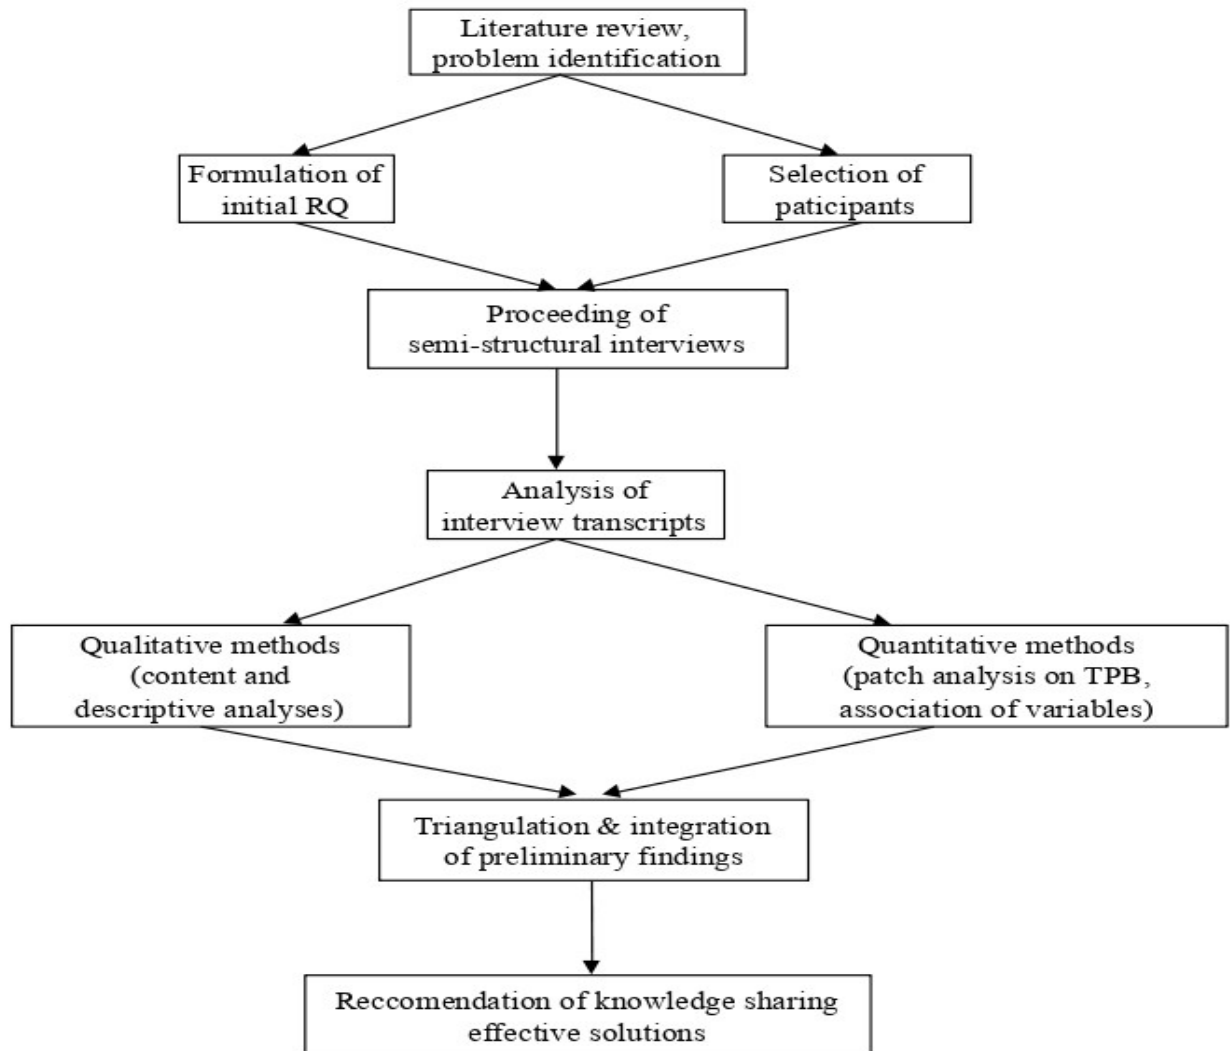 Literature review,
problem identification
Formulation of
initial RQ
Selection of
paticipants
Proceeding of
semi-structural interviews
Analysis of
interview transcripts
Qualitative methods
(content and
descriptive analyses)
Quantitative methods
(patch analysis on TPB,
association of variables)
Triangulation & integration
of preliminary findings
Reccomendation of knowledge sharing
effective solutions